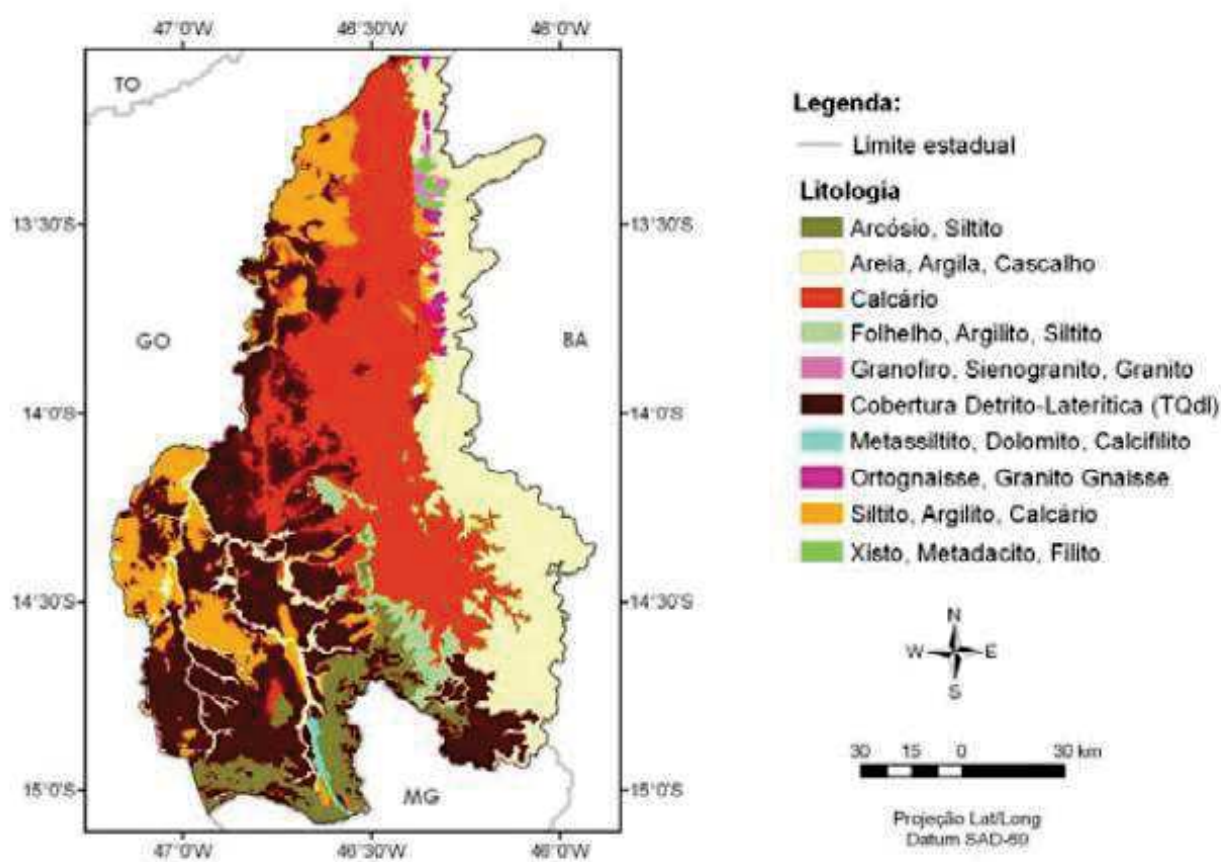 47°0'W 46°30'W 46°0'W
TO
13°30'S 13°30'S
GO BA
14°0'S 14°0'S
14°30'S 14°30'S
15°0'S MG 15°0'S
47°0'W 46°30'W 46°0'W
Legenda:
Limite estadual
Litologia
Arcósio, Siltito
Areia, Argila, Cascalho
Calcário
Folhelho, Argilito, Siltito
Granofiro, Sienogranito, Granito
Cobertura Detrito-Laterítica (TQdl)
Metassiltito, Dolomito, Calcifilito
Ortognaisse, Granito Gnaisse
Siltito, Argilito, Calcário
Xisto, Metadacito, Filito
N
W E
S
30 15 0 30 km
Projeção Lat/Long
Datum SAD-69